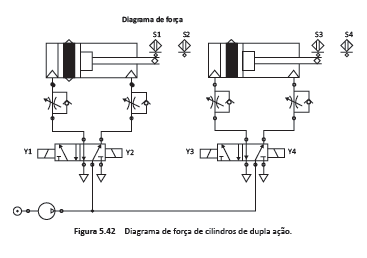 Diagrama de força
S1 S2 S3 S4
Y1 Y2 Y3 Y4
Figura 5.42 Diagrama de força de cilindros de dupla ação.